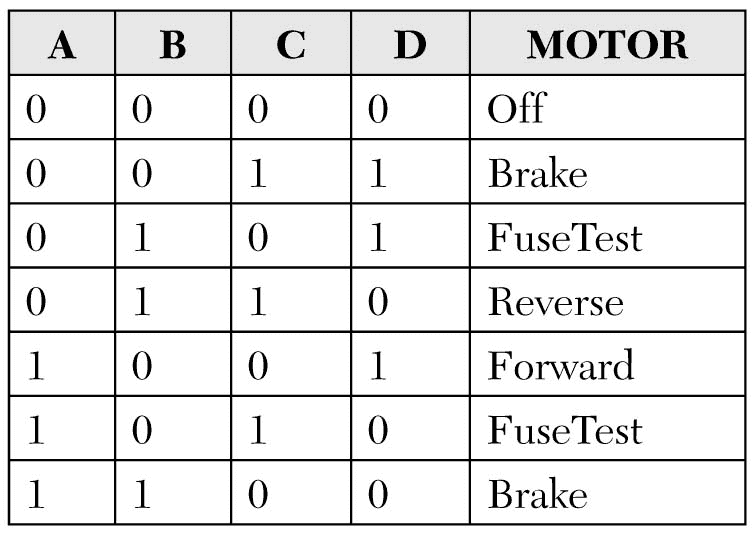 A B C D MOTOR
0 0 0 0 Off
0 0 1 1 Brake
0 1 0 1 FuseTest
0 1 1 0 Reverse
1 0 0 1 Forward
1 0 1 0 FuseTest
1 1 0 0 Brake